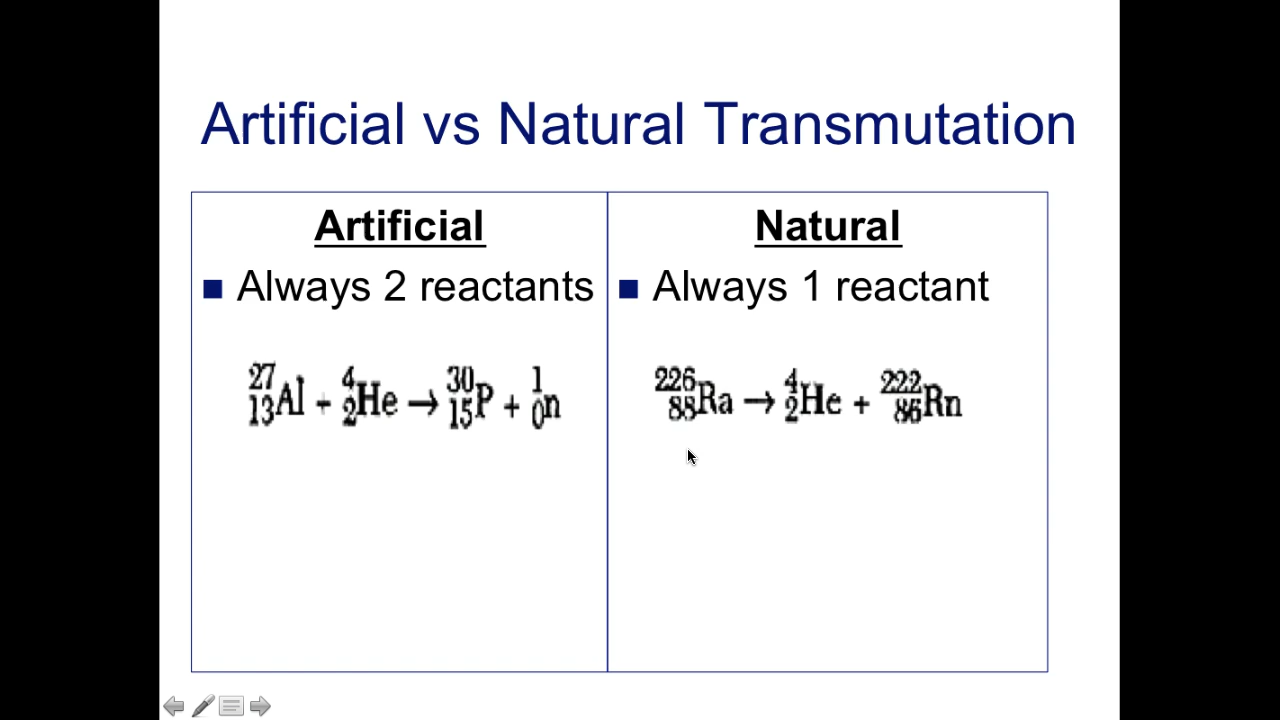 Artificial vs Natural Transmutation
Artificial
■ Always 2 reactants
²⁷₁₃Al + ⁴₂He → ³⁰₁₅P + ¹₀n
Natural
■ Always 1 reactant
²²⁶₈₈Ra → ⁴₂He + ²²²₈₆Rn